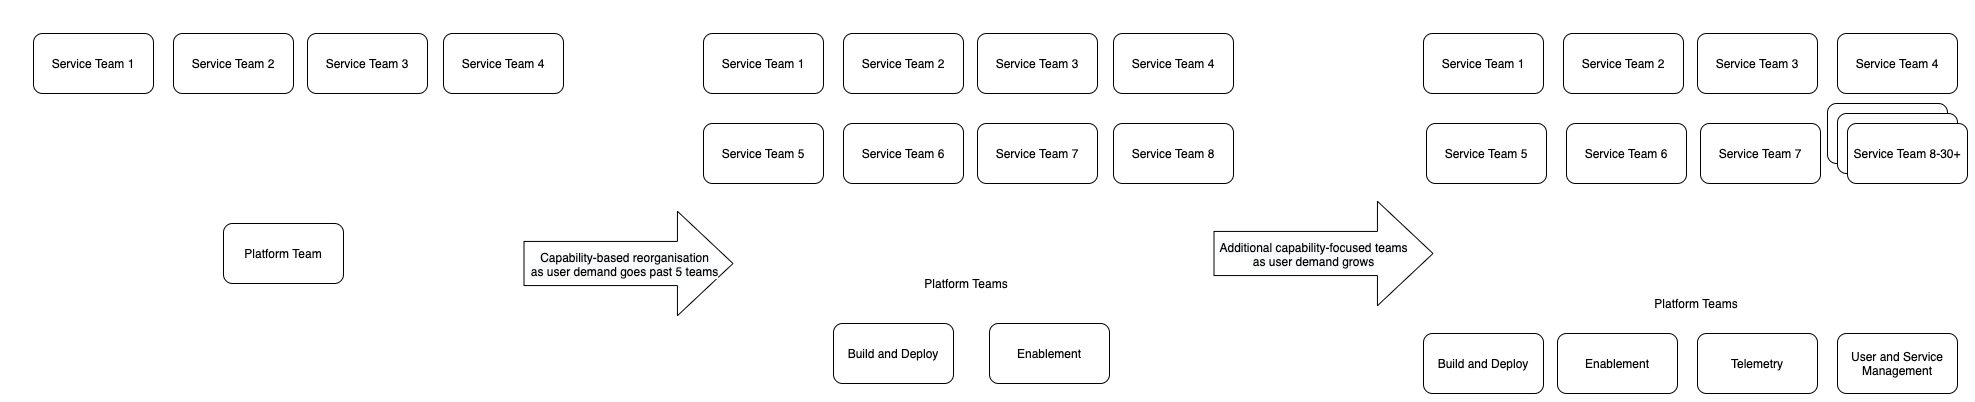 Service Team 1
Service Team 2
Service Team 3
Service Team 4
Platform Team
Capability-based reorganisation
as user demand goes past 5 teams
Service Team 1
Service Team 2
Service Team 3
Service Team 4
Service Team 5
Service Team 6
Service Team 7
Service Team 8
Platform Teams
Build and Deploy
Enablement
Additional capability-focused teams
as user demand grows
Service Team 1
Service Team 2
Service Team 3
Service Team 4
Service Team 5
Service Team 6
Service Team 7
Service Team 8-30+
Platform Teams
Build and Deploy
Enablement
Telemetry
User and Service
Management